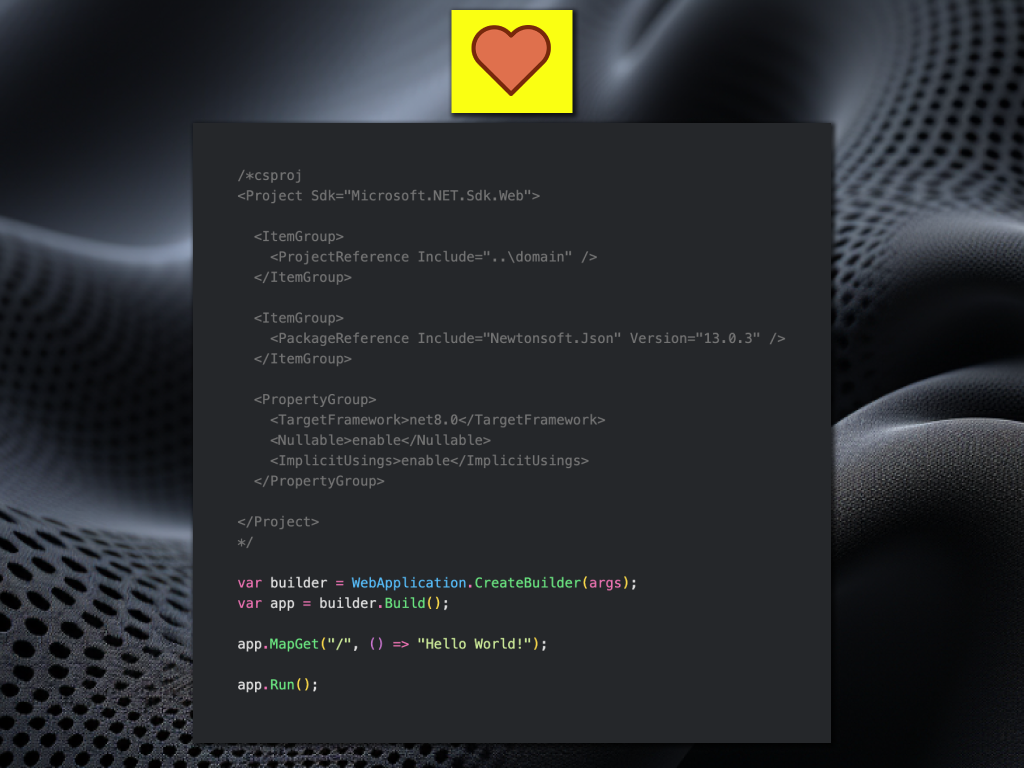 /*csproj
<Project Sdk="Microsoft.NET.Sdk.Web">
<ItemGroup>
<ProjectReference Include="..\domain" />
</ItemGroup>
<ItemGroup>
<PackageReference Include="Newtonsoft.Json" Version="13.0.3" />
</ItemGroup>
<PropertyGroup>
<TargetFramework>net8.0</TargetFramework>
<Nullable>enable</Nullable>
<ImplicitUsings>enable</ImplicitUsings>
</PropertyGroup>
</Project>
*/
var builder = WebApplication.CreateBuilder(args);
var app = builder.Build();
app.MapGet("/", () => "Hello World!");
app.Run();